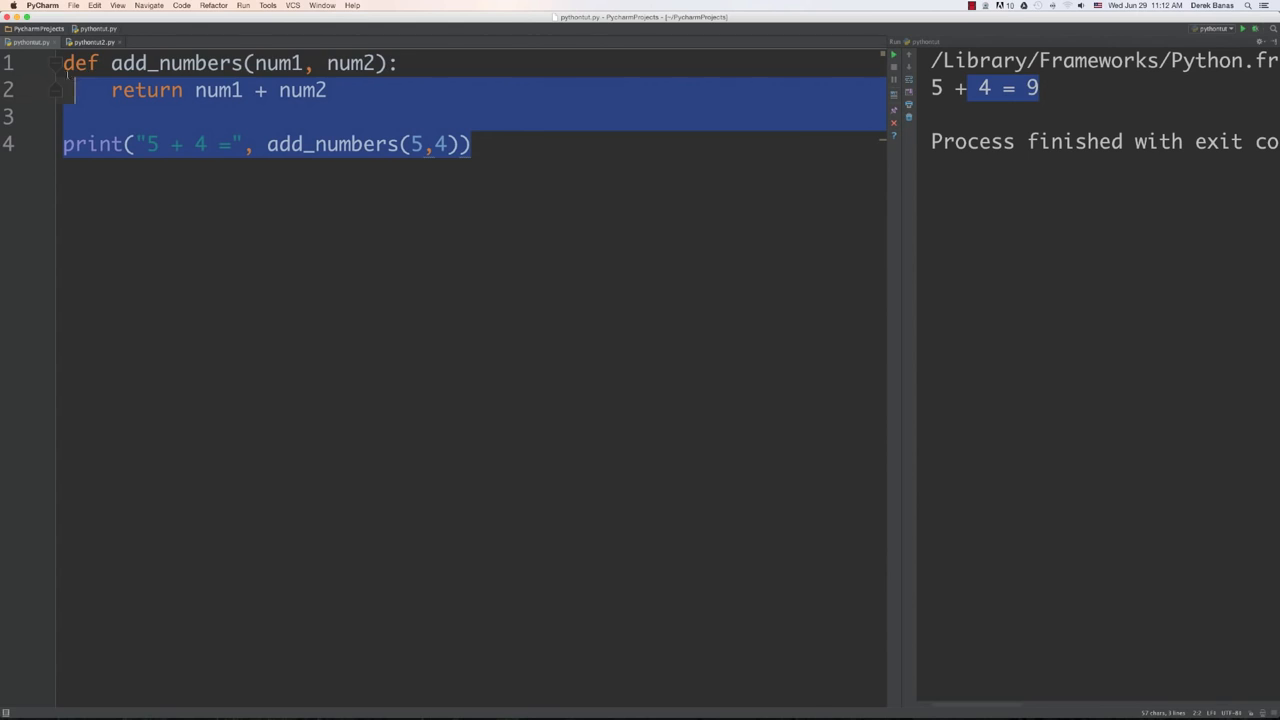 PyCharm File Edit View Navigate Code Refactor Run Tools VCS Window Help 10 Wed Jun 29 11:12 AM Derek Banas
pythontut.py - PycharmProjects - [~/PycharmProjects]
PycharmProjects pythontut.py pythontut
pythontut.py pythontut2.py Run pythontut
1 def add_numbers(num1, num2):
2 return num1 + num2
3
4 print("5 + 4 =", add_numbers(5,4))
/Library/Frameworks/Python.fr
5 + 4 = 9
Process finished with exit co
57 chars, 3 lines 2:2 LF÷ UTF-8÷